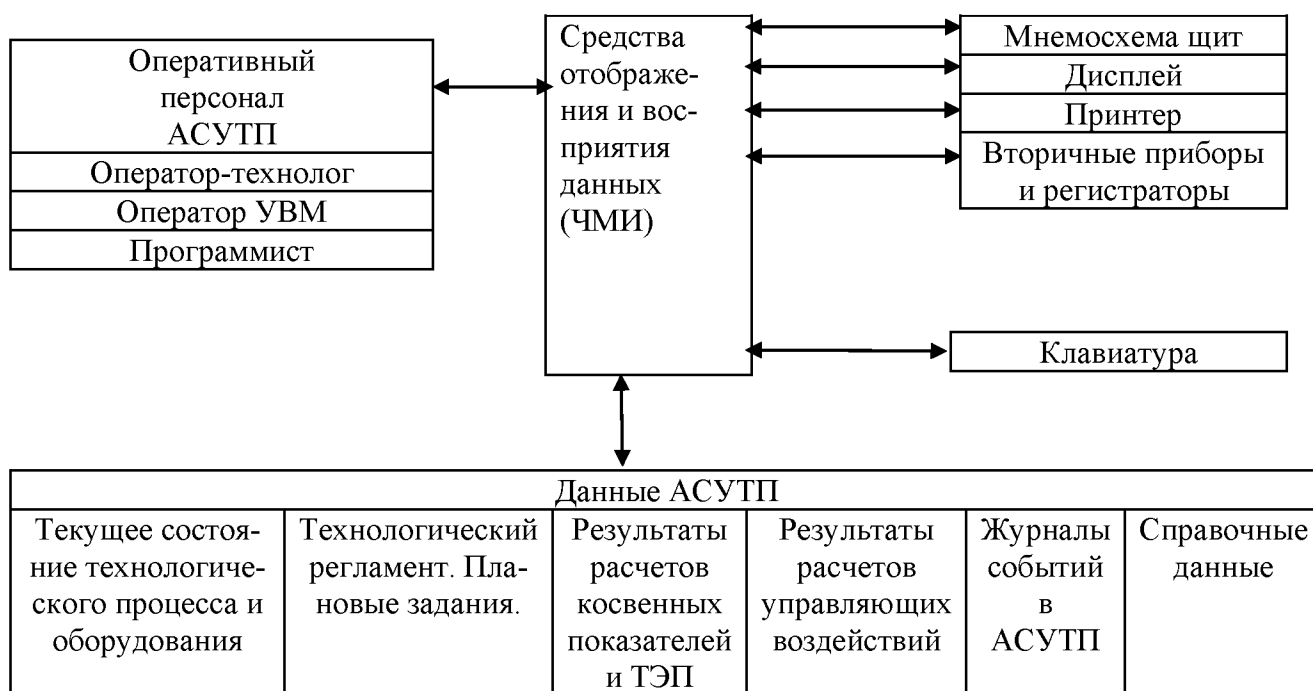 Оперативный
персонал
АСУТП
Оператор-технолог
Оператор УВМ
Программист
Средства
отображе-
ния и вос-
приятия
данных
(ЧМИ)
Мнемосхема щит
Дисплей
Принтер
Вторичные приборы
и регистраторы
Клавиатура
Данные АСУТП
Текущее состоя-
ние технологиче-
ского процесса и
оборудования
Технологический
регламент. Пла-
новые задания.
Результаты
расчетов
косвенных
показателей
и ТЭП
Результаты
расчетов
управляющих
воздействий
Журналы
событий
в
АСУТП
Справочные
данные